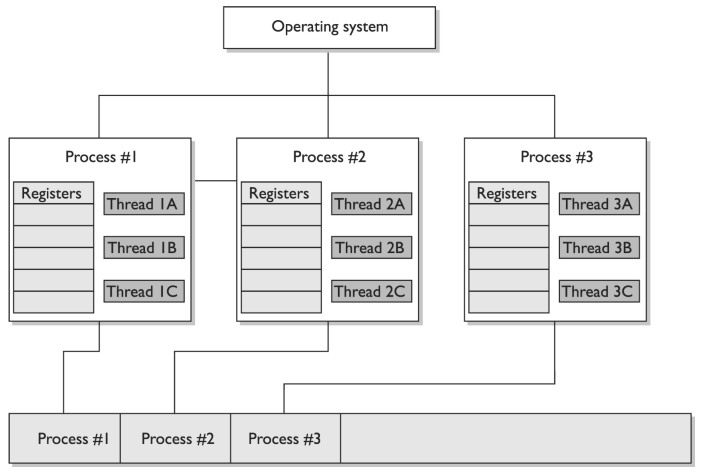 Operating system
Process #1
Process #2
Process #3
Registers
Thread 1A
Thread 1B
Thread 1C
Registers
Thread 2A
Thread 2B
Thread 2C
Registers
Thread 3A
Thread 3B
Thread 3C
Process #1
Process #2
Process #3